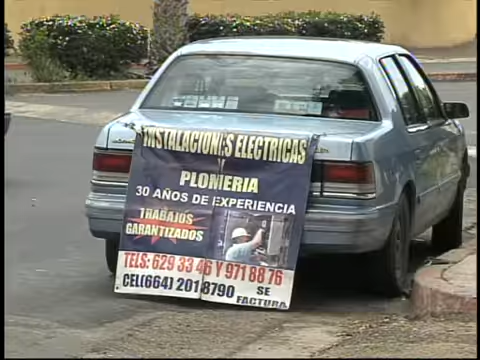 INSTALACIONES ELECTRICAS
Y
PLOMERIA
30 AÑOS DE EXPERIENCIA
TRABAJOS
GARANTIZADOS
TELS: 629 33 46 Y 971 88 76
CEL(664) 201 8790
SE
FACTURA